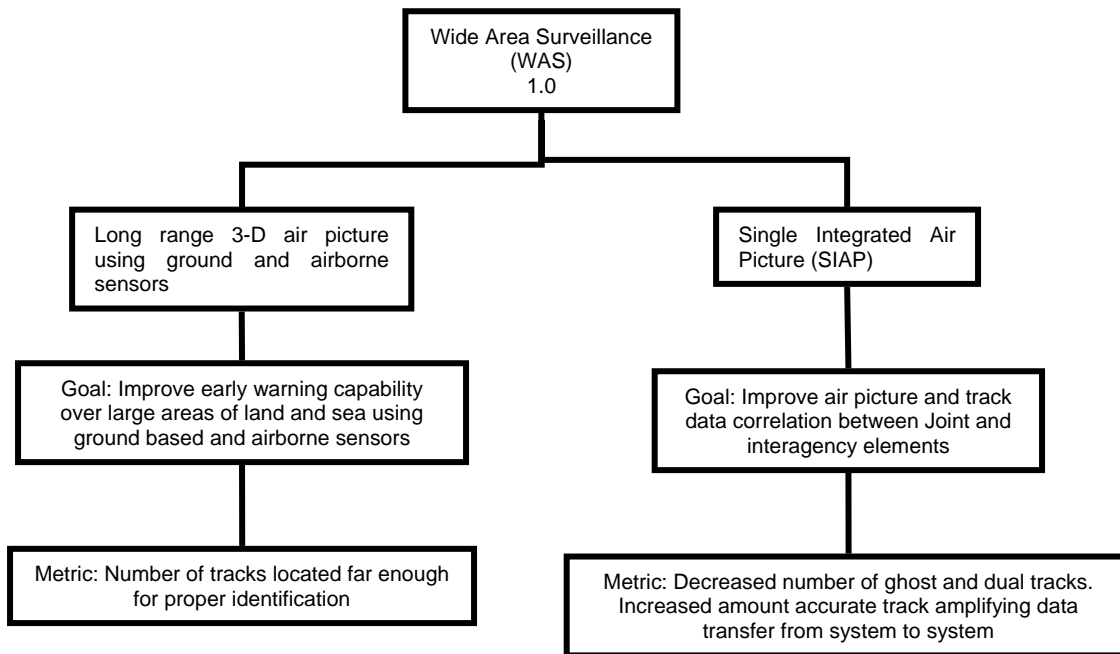 Wide Area Surveillance
(WAS)
1.0
Long range 3-D air picture
using ground and airborne
sensors
Single Integrated Air
Picture (SIAP)
Goal: Improve early warning capability
over large areas of land and sea using
ground based and airborne sensors
Goal: Improve air picture and track
data correlation between Joint and
interagency elements
Metric: Number of tracks located far enough
for proper identification
Metric: Decreased number of ghost and dual tracks.
Increased amount accurate track amplifying data
transfer from system to system